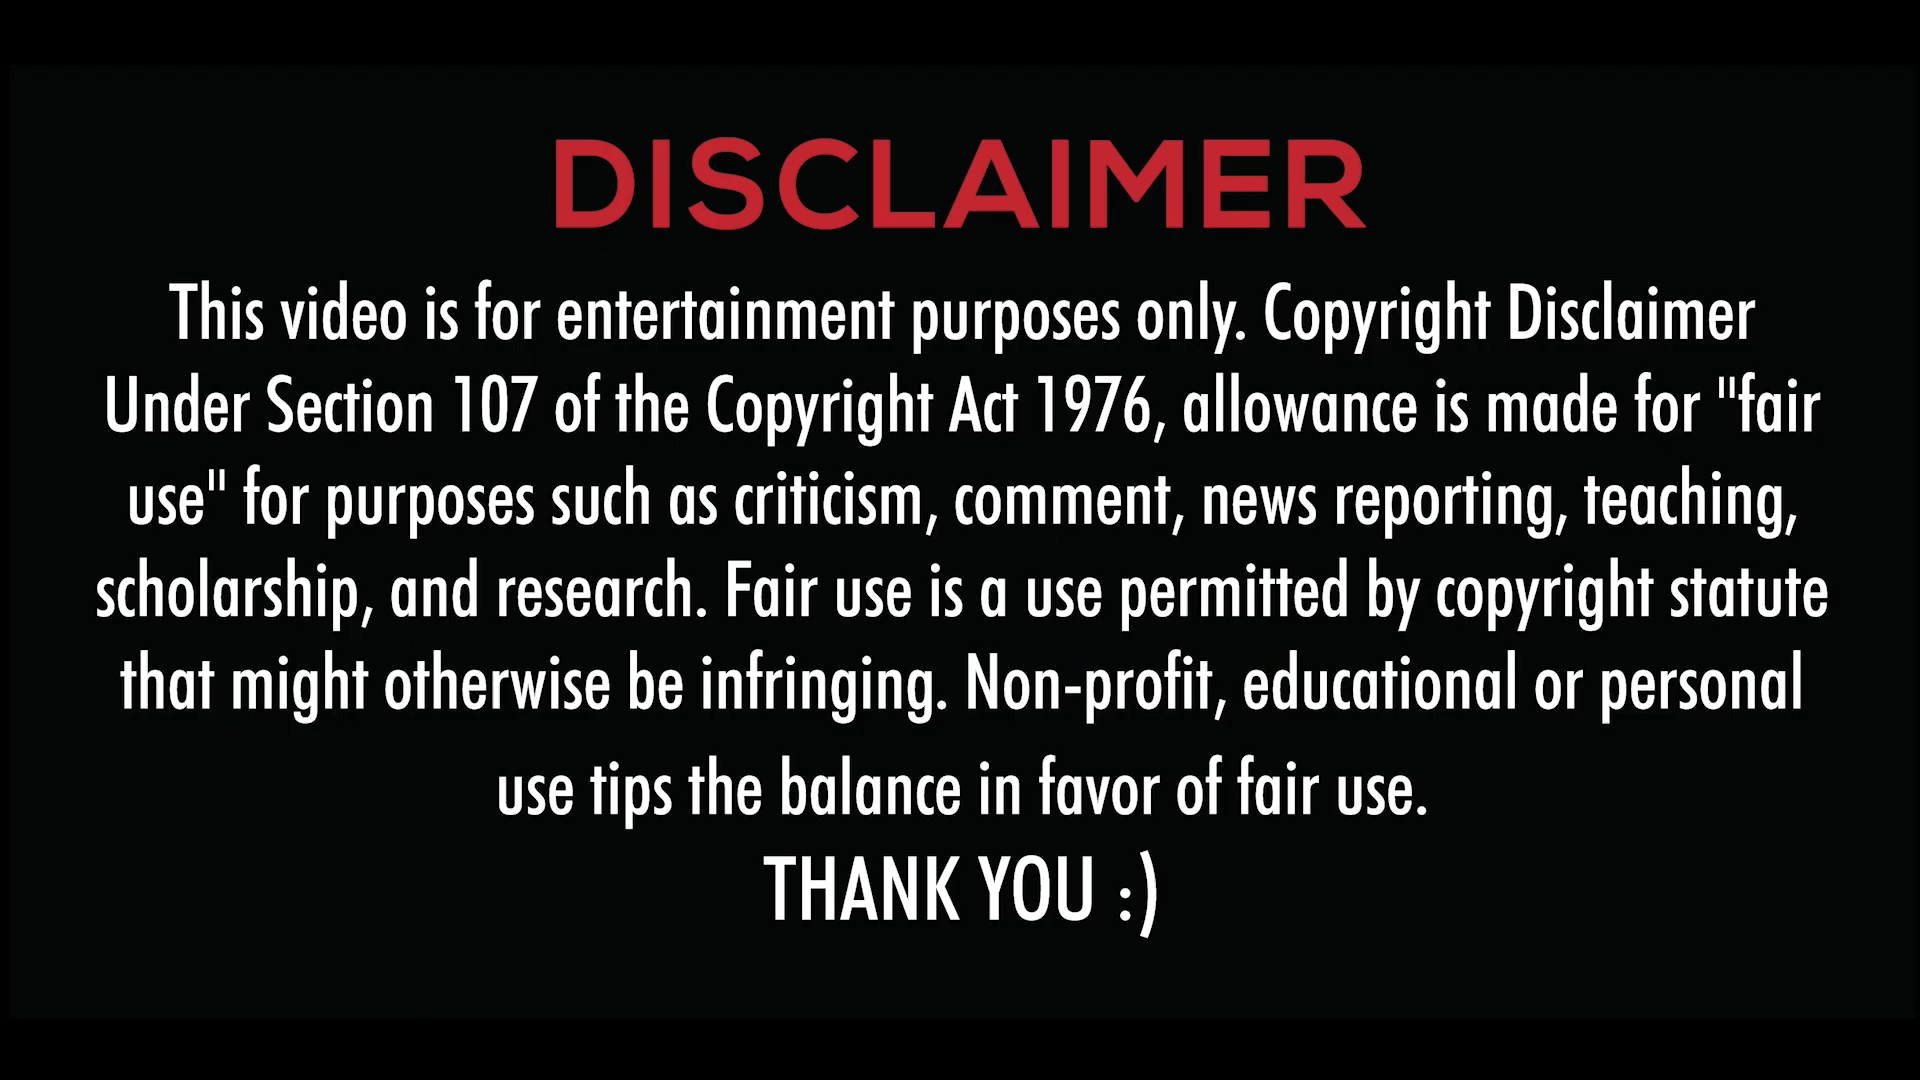 DISCLAIMER
This video is for entertainment purposes only. Copyright Disclaimer
Under Section 107 of the Copyright Act 1976, allowance is made for "fair
use" for purposes such as criticism, comment, news reporting, teaching,
scholarship, and research. Fair use is a use permitted by copyright statute
that might otherwise be infringing. Non-profit, educational or personal
use tips the balance in favor of fair use.
THANK YOU :)